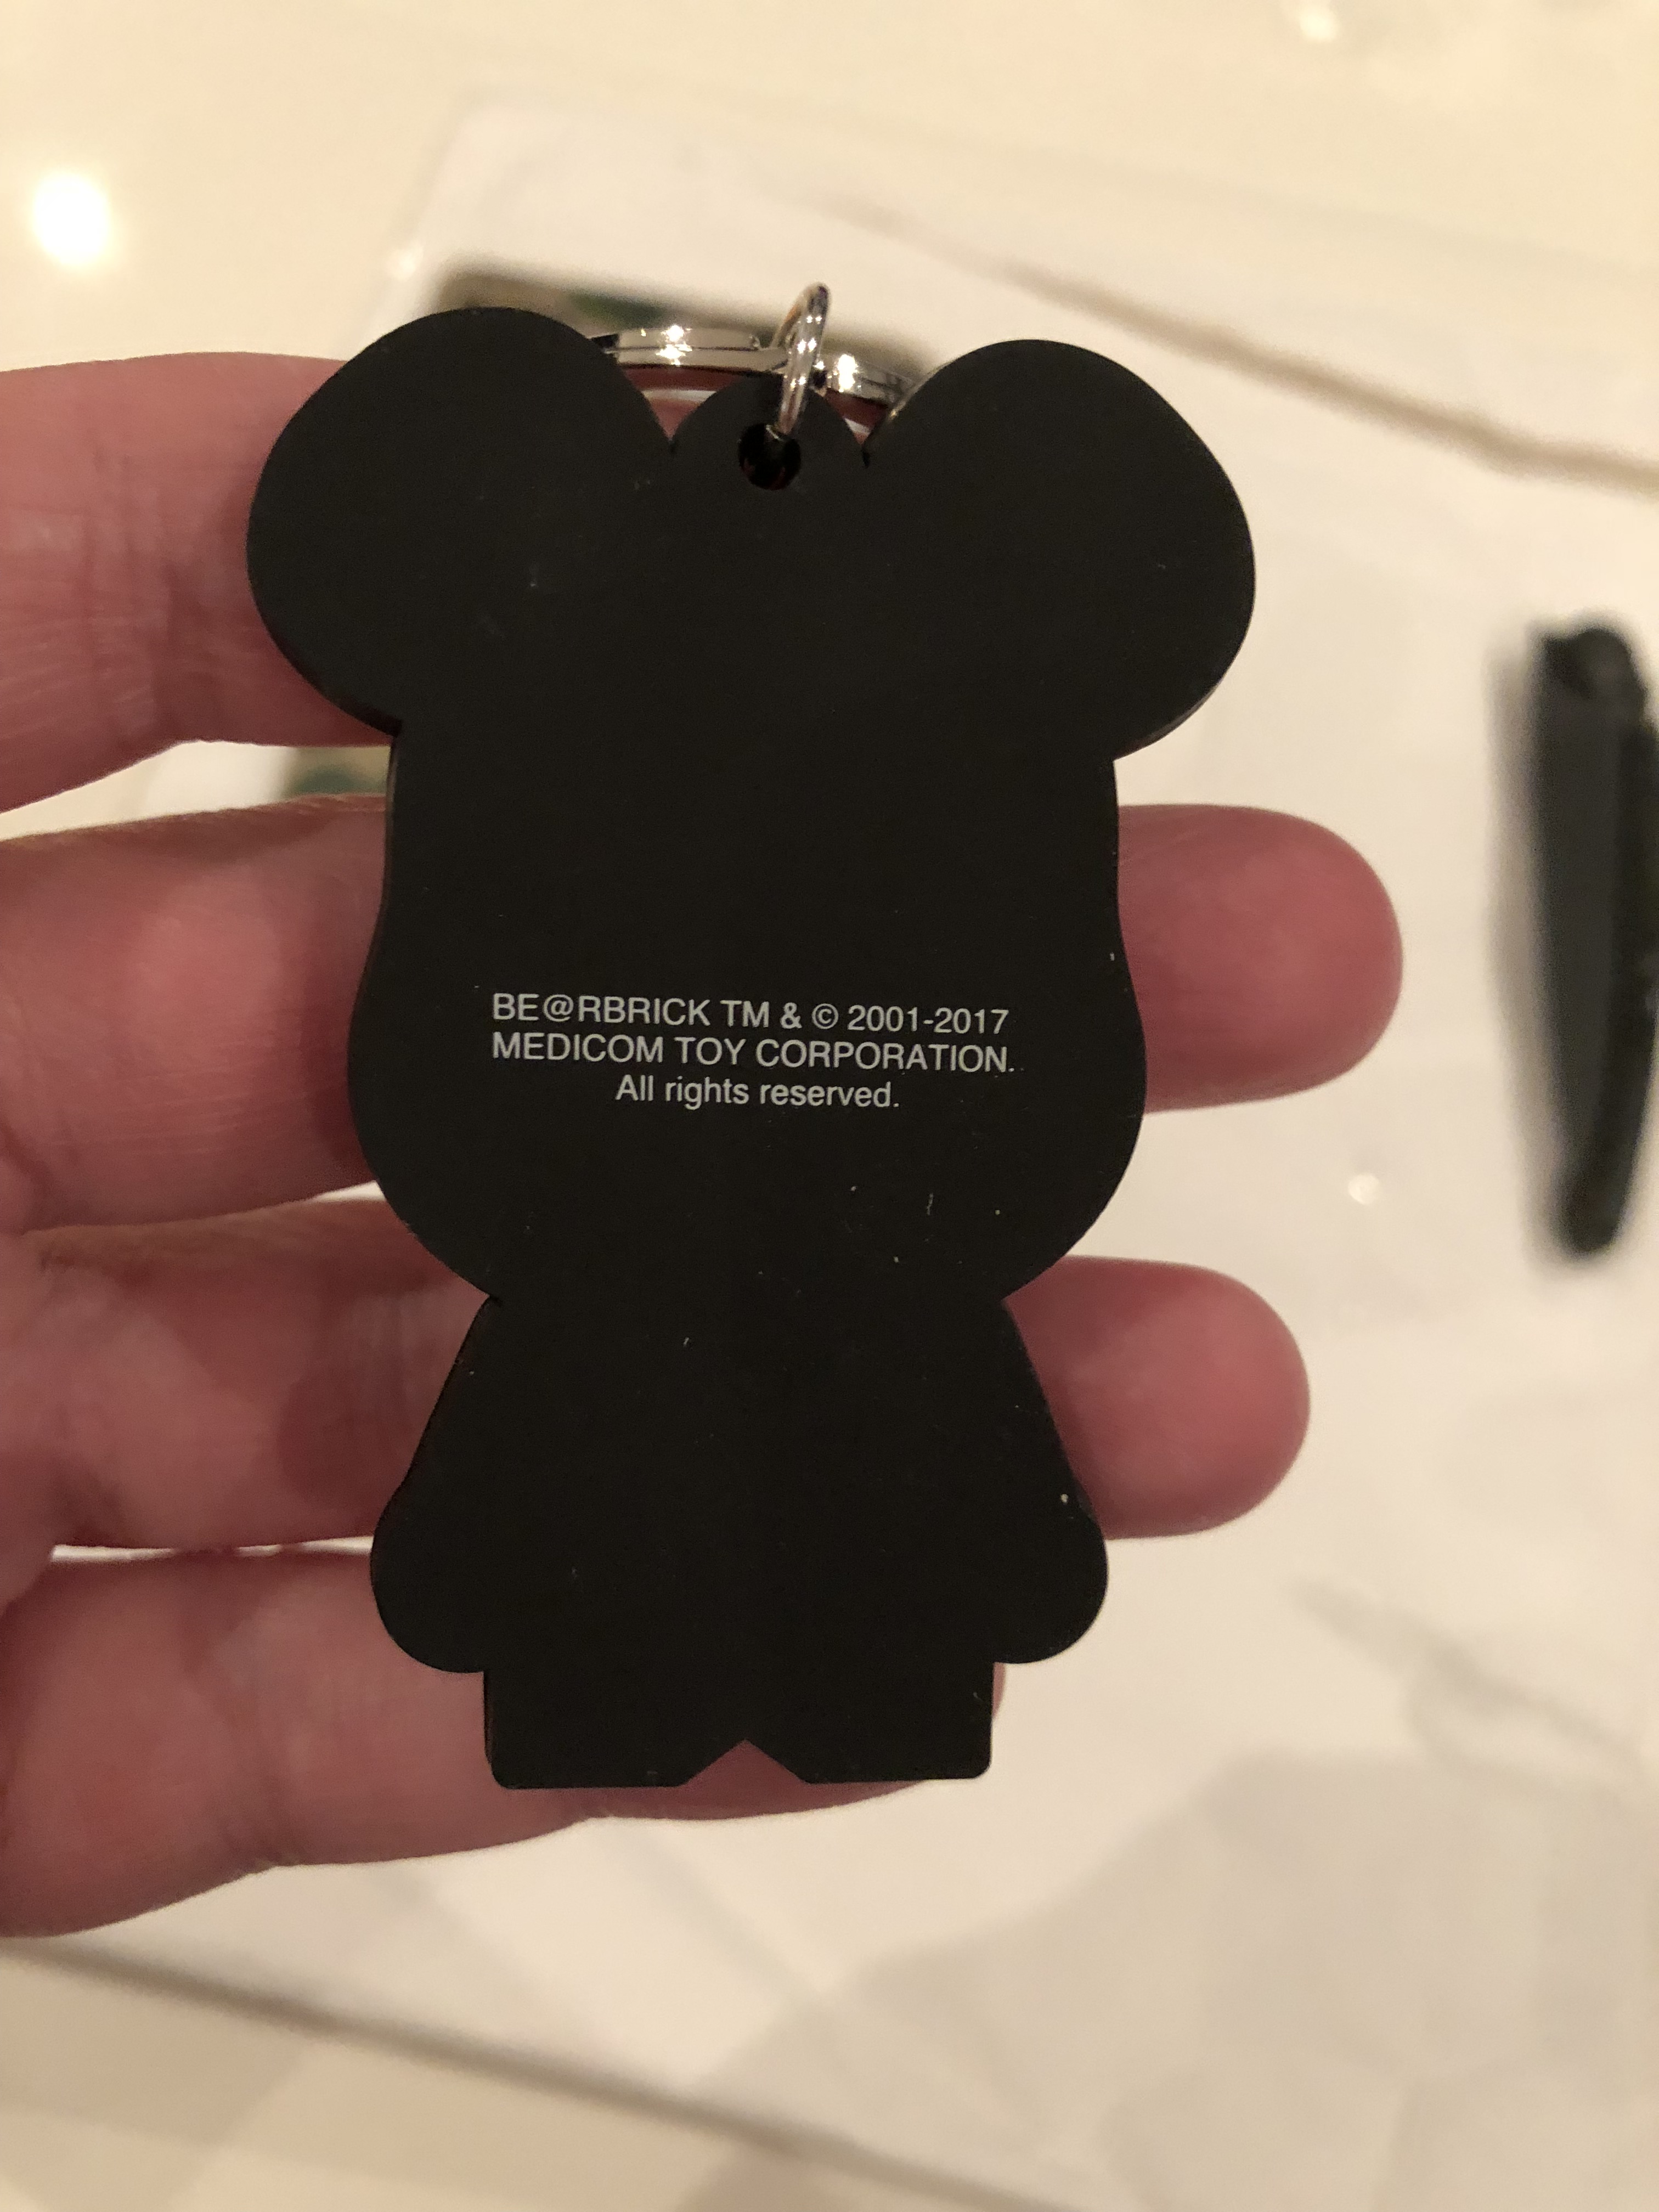 BE@RBRICK TM & © 2001-2017
MEDICOM TOY CORPORATION.
All rights reserved.